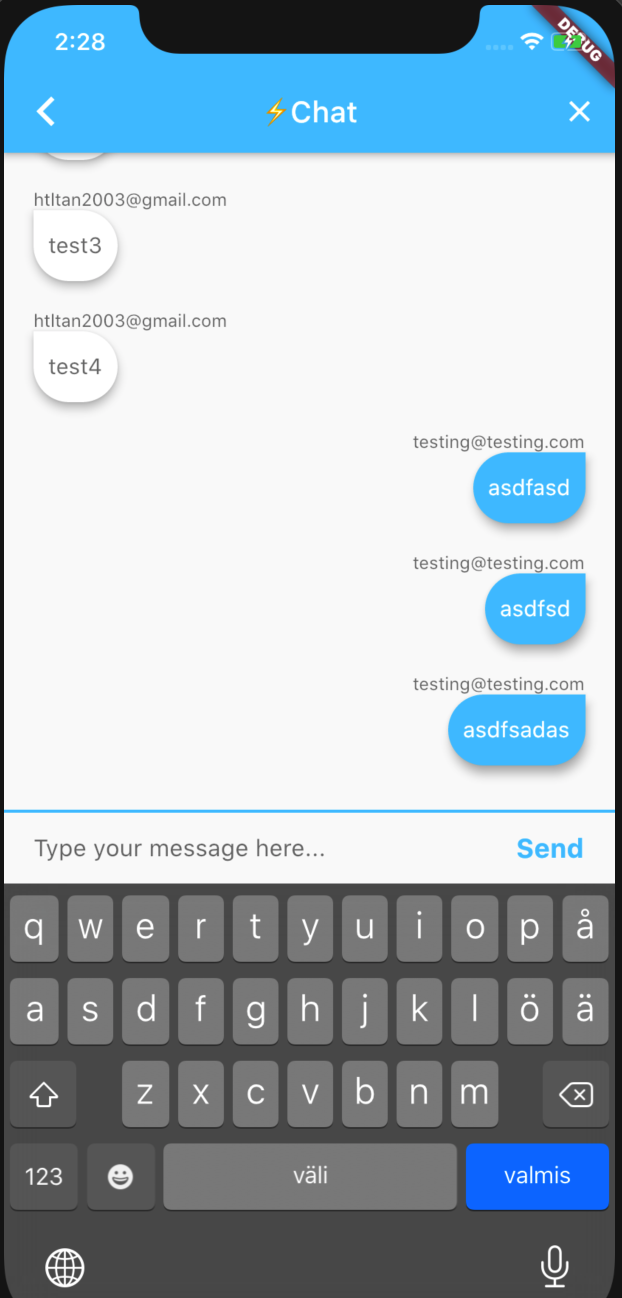 2:28
DEBUG
⚡Chat
htltan2003@gmail.com
test3
htltan2003@gmail.com
test4
testing@testing.com
asdfasd
testing@testing.com
asdfsd
testing@testing.com
asdfsadas
Type your message here... Send
q w e r t y u i o p å
a s d f g h j k l ö ä
z x c v b n m
123 väli valmis